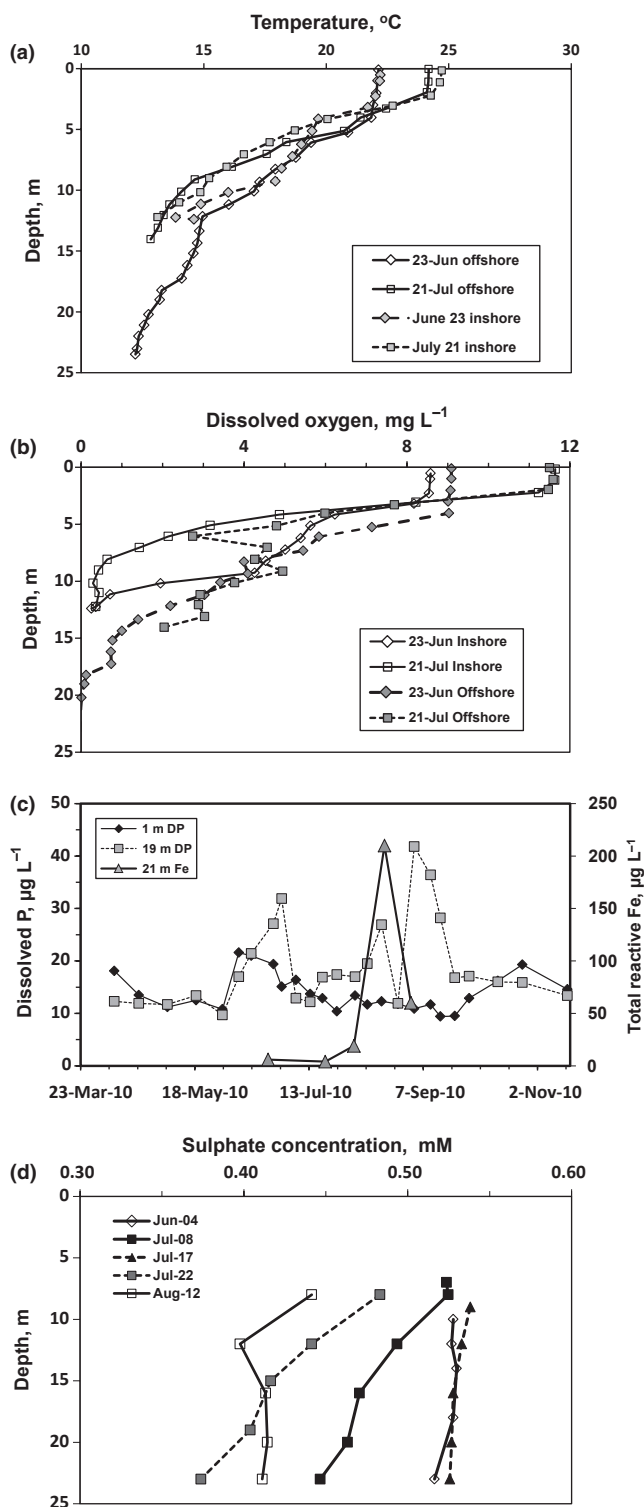 (a)
Temperature, ºC
10 15 20 25 30
0
5
10
15
20
25
Depth, m
23-Jun offshore
21-Jul offshore
June 23 inshore
July 21 inshore
(b)
Dissolved oxygen, mg L–1
0 4 8 12
0
5
10
15
20
25
Depth, m
23-Jun Inshore
21-Jul Inshore
23-Jun Offshore
21-Jul Offshore
(c)
50
45
40
35
30
25
20
15
10
5
0
Dissolved P, µg L–1
1 m DP
19 m DP
21 m Fe
250
200
150
100
50
0
Total reactive Fe, µg L–1
23-Mar-10 18-May-10 13-Jul-10 7-Sep-10 2-Nov-10
(d)
Sulphate concentration, mM
0.30 0.40 0.50 0.60
0
5
10
15
20
25
Depth, m
Jun-04
Jul-08
Jul-17
Jul-22
Aug-12